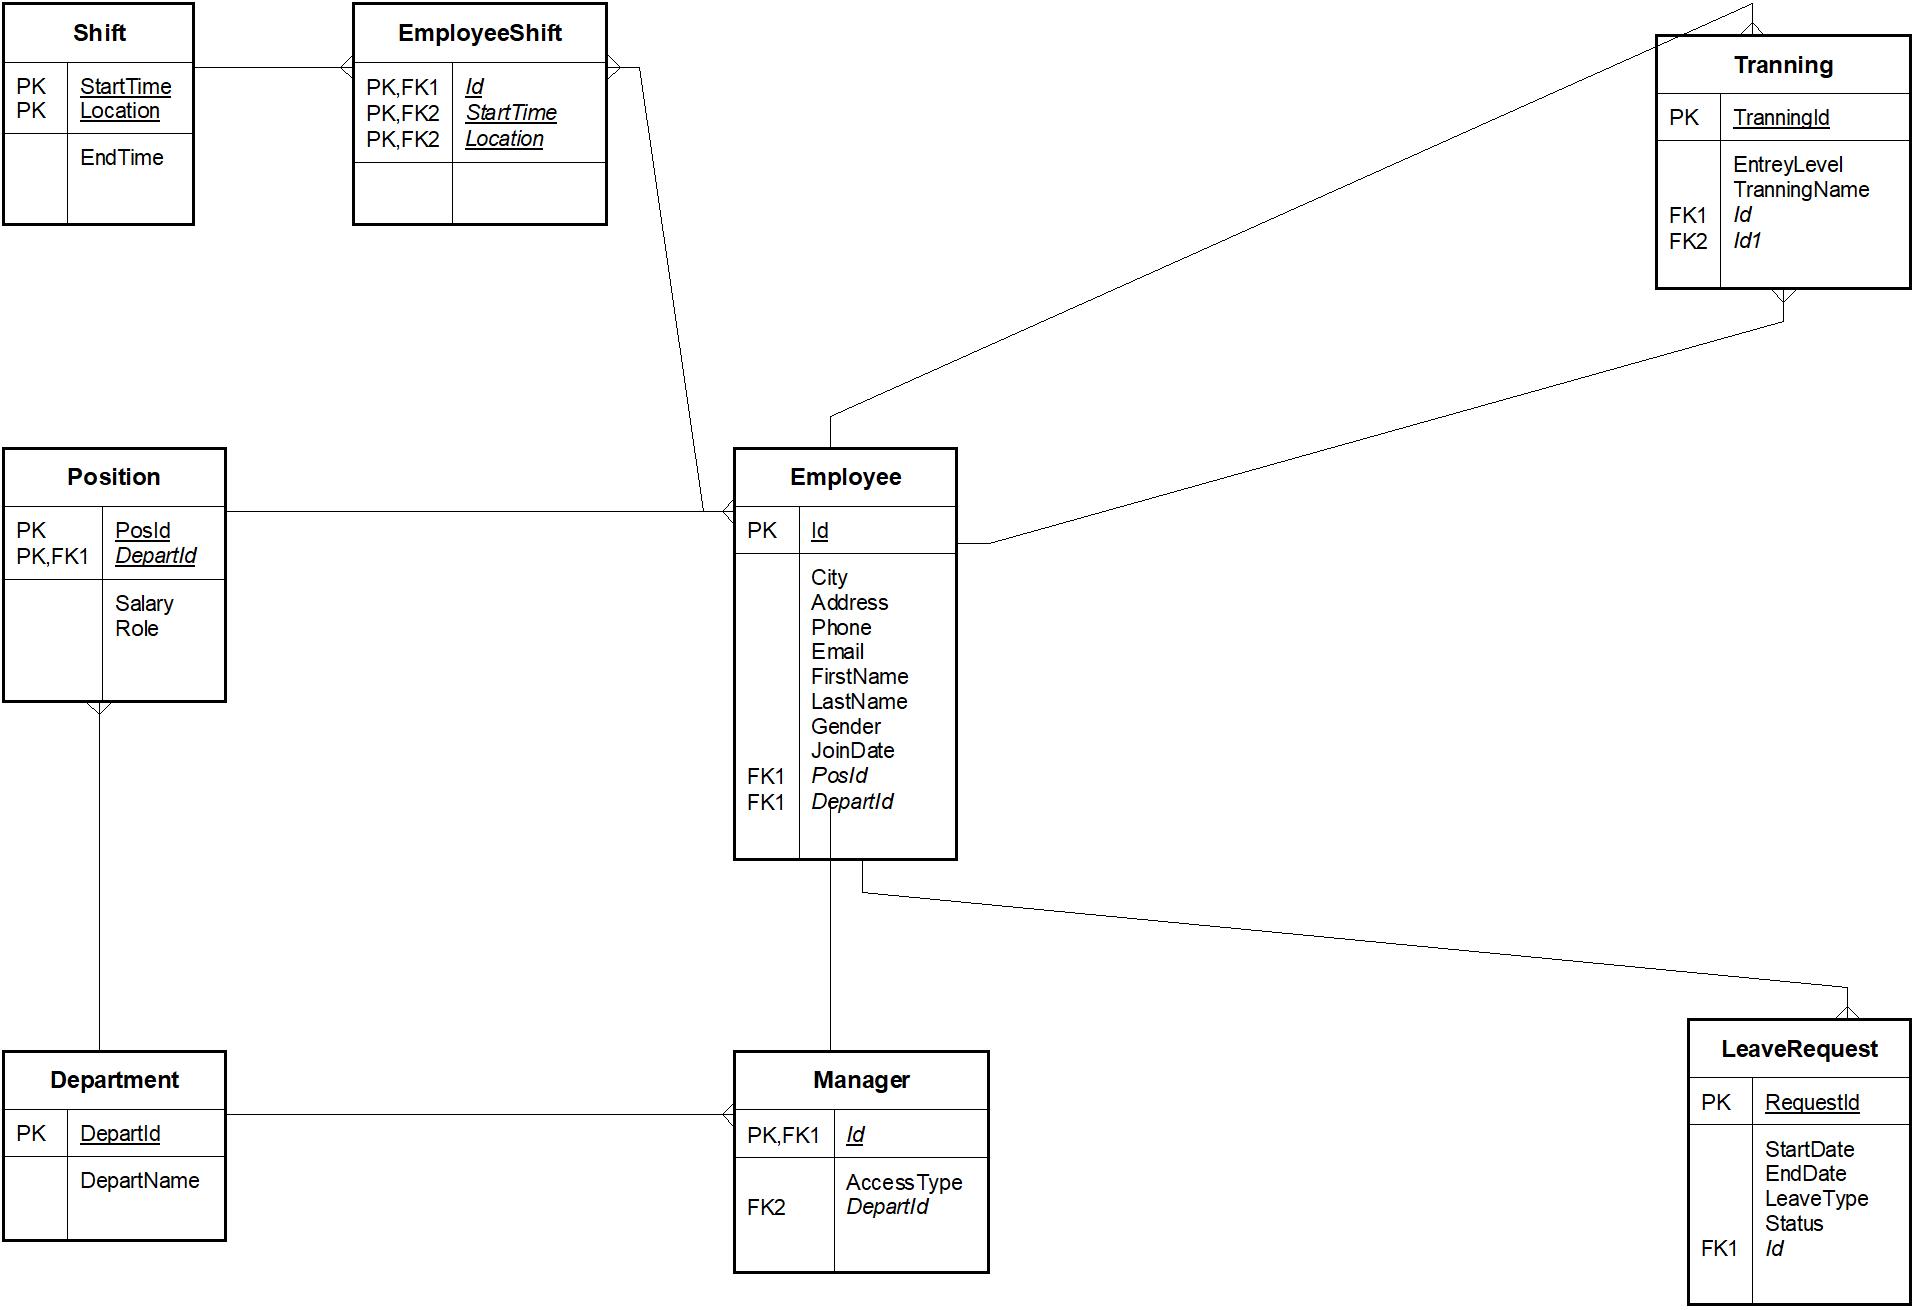 Shift
PK StartTime
PK Location
EndTime
EmployeeShift
PK,FK1 Id
PK,FK2 StartTime
PK,FK2 Location
Tranning
PK TranningId
EntreyLevel
TranningName
FK1 Id
FK2 Id1
Position
PK PosId
PK,FK1 DepartId
Salary
Role
Employee
PK Id
City
Address
Phone
Email
FirstName
LastName
Gender
JoinDate
FK1 PosId
FK1 DepartId
Department
PK DepartId
DepartName
Manager
PK,FK1 Id
AccessType
FK2 DepartId
LeaveRequest
PK RequestId
StartDate
EndDate
LeaveType
Status
FK1 Id